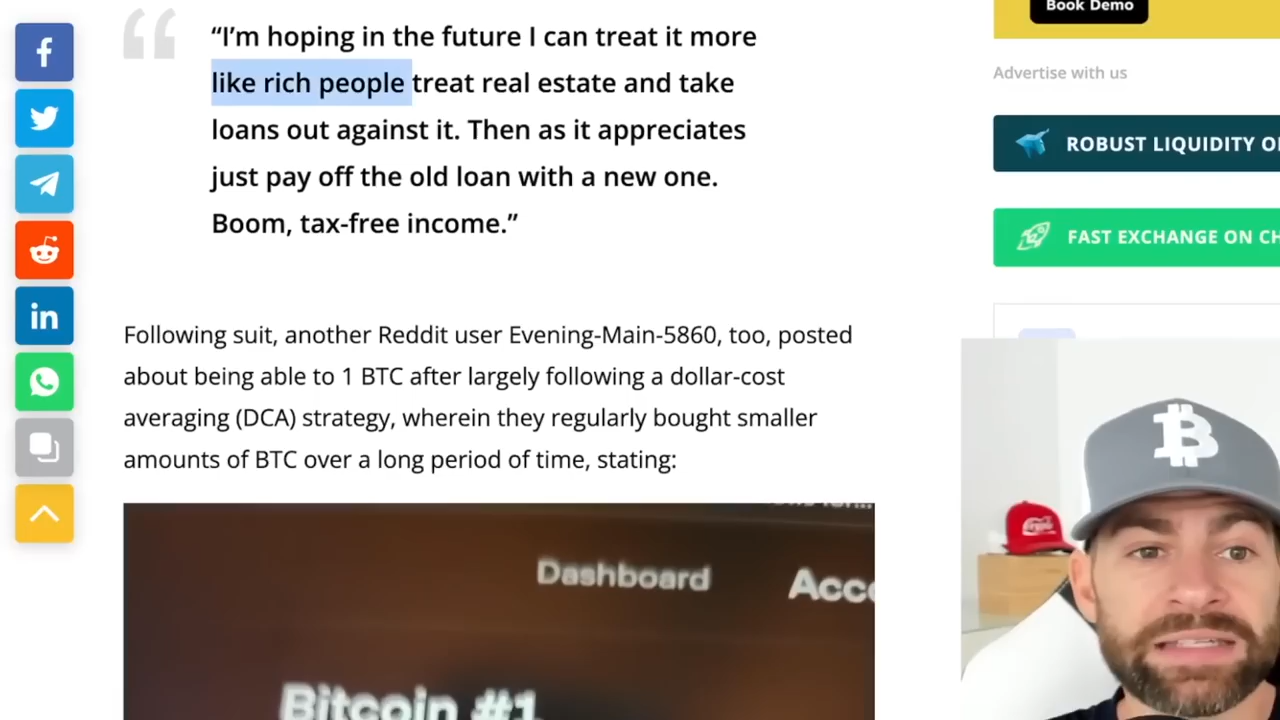 Book Demo
“I’m hoping in the future I can treat it more
like rich people treat real estate and take
loans out against it. Then as it appreciates
just pay off the old loan with a new one.
Boom, tax-free income.”
Advertise with us
ROBUST LIQUIDITY O
FAST EXCHANGE ON CH
Following suit, another Reddit user Evening-Main-5860, too, posted
about being able to 1 BTC after largely following a dollar-cost
averaging (DCA) strategy, wherein they regularly bought smaller
amounts of BTC over a long period of time, stating:
Dashboard
Acc
Bitcoin #1